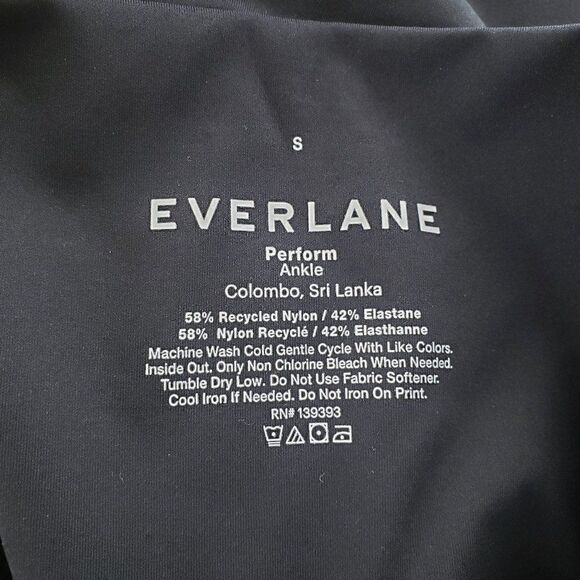 S
EVERLANE
Perform
Ankle
Colombo, Sri Lanka
58% Recycled Nylon / 42% Elastane
58% Nylon Recyclé / 42% Elasthanne
Machine Wash Cold Gentle Cycle With Like Colors.
Inside Out. Only Non Chlorine Bleach When Needed.
Tumble Dry Low. Do Not Use Fabric Softener.
Cool Iron If Needed. Do Not Iron On Print.
RN# 139393